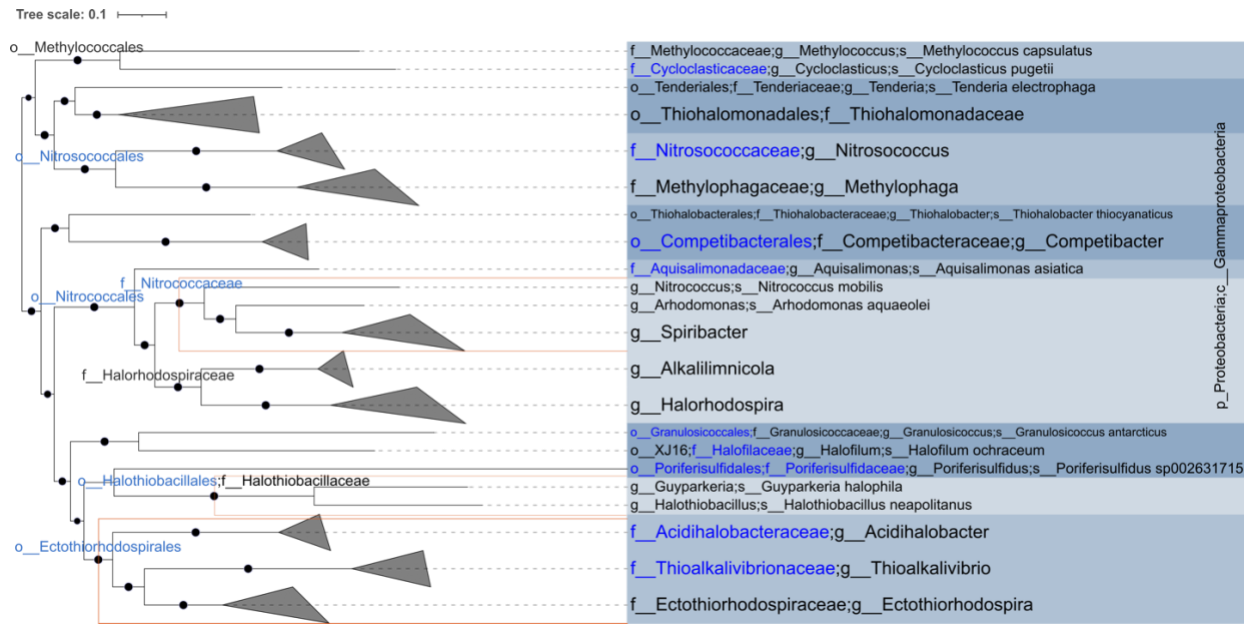 Tree scale: 0.1
o__Methylococcales
f__Methylococcaceae;g__Methylococcus;s__Methylococcus capsulatus
f__Cycloclasticaceae;g__Cycloclasticus;s__Cycloclasticus pugetii
o__Tenderiales;f__Tenderiaceae;g__Tenderia;s__Tenderia electrophaga
o__Thiohalomonadales;f__Thiohalomonadaceae
o__Nitrosococcales
f__Nitrosococcaceae;g__Nitrosococcus
f__Methylophagaceae;g__Methylophaga
o__Thiohalobacterales;f__Thiohalobacteraceae;g__Thiohalobacter;s__Thiohalobacter thiocyanaticus
o__Competibacterales;f__Competibacteraceae;g__Competibacter
f__Aquisalimonadaceae;g__Aquisalimonas;s__Aquisalimonas asiatica
f__Nitrococcaceae
g__Nitrococcus;s__Nitrococcus mobilis
o__Nitrococcales
g__Arhodomonas;s__Arhodomonas aquaeolei
g__Spiribacter
g__Alkalilimnicola
f__Halorhodospiraceae
g__Halorhodospira
o__Granulosicoccales;f__Granulosicoccaceae;g__Granulosicoccus;s__Granulosicoccus antarcticus
o__XJ16;f__Halofilaceae;g__Halofilum;s__Halofilum ochraceum
o__Poriferisulfidales;f__Poriferisulfidaceae;g__Poriferisulfidus;s__Poriferisulfidus sp002631715
o__Halothiobacillales;f__Halothiobacillaceae
g__Guyparkeria;s__Guyparkeria halophila
g__Halothiobacillus;s__Halothiobacillus neapolitanus
f__Acidihalobacteraceae;g__Acidihalobacter
o__Ectothiorhodospirales
f__Thioalkalivibrionaceae;g__Thioalkalivibrio
f__Ectothiorhodospiraceae;g__Ectothiorhodospira
p_Proteobacteria;c__Gammaproteobacteria